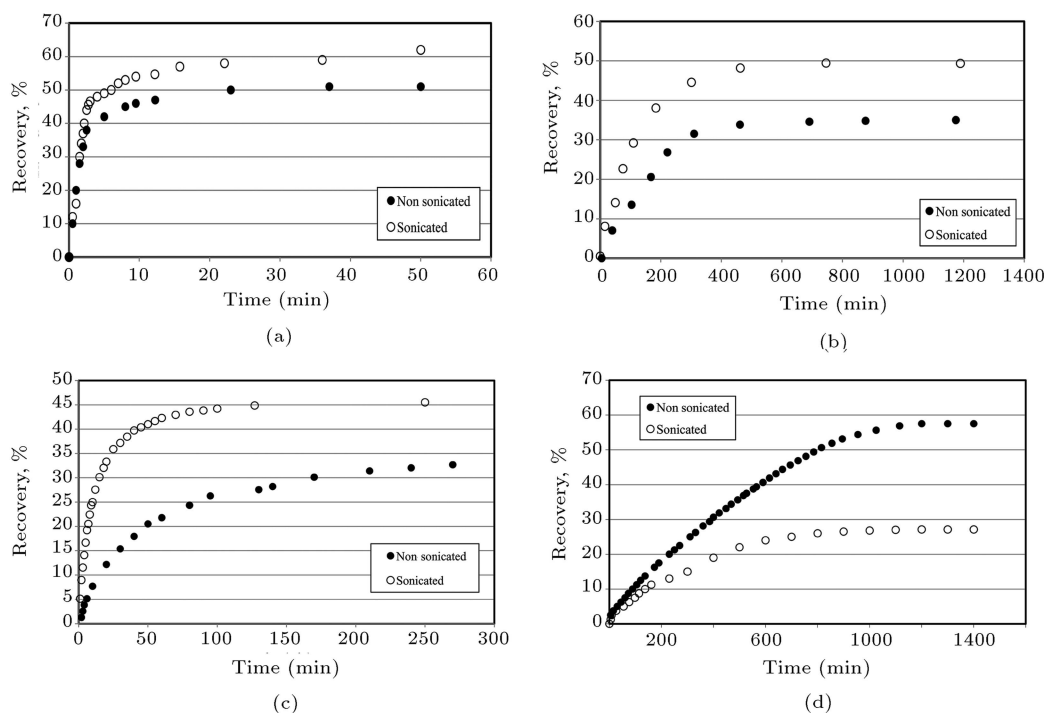 70
60
50
40
30
20
10
0
Recovery, %
Non sonicated
Sonicated
0 10 20 30 40 50 60
Time (min)
(a)
60
50
40
30
20
10
0
Recovery, %
Non sonicated
Sonicated
0 200 400 600 800 1000 1200 1400
Time (min)
(b)
50
45
40
35
30
25
20
15
10
5
0
Recovery, %
Non sonicated
Sonicated
0 50 100 150 200 250 300
Time (min)
(c)
70
60
50
40
30
20
10
0
Recovery, %
Non sonicated
Sonicated
200 400 600 800 1000 1400
Time (min)
(d)